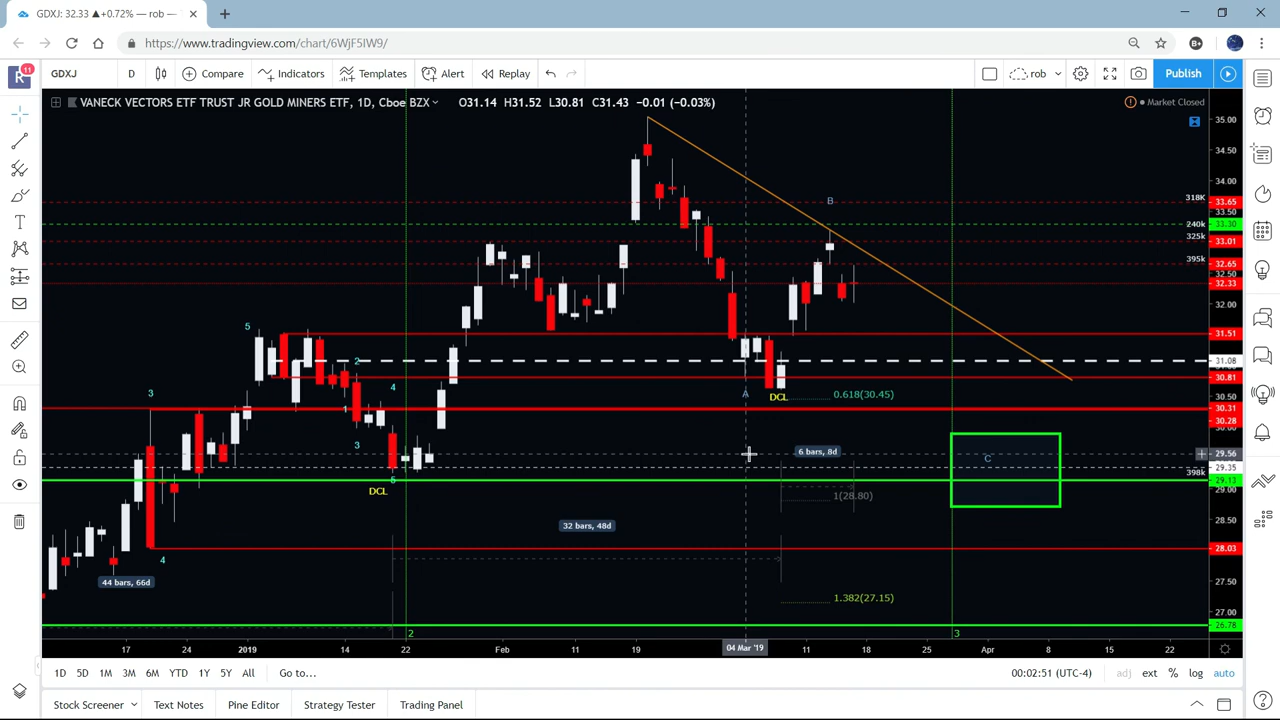 GDXJ: 32.33 ▲+0.72% — rob —
https://www.tradingview.com/chart/6WjF5IW9/
R 11
GDXJ D Compare Indicators Templates Alert Replay rob Publish
VANECK VECTORS ETF TRUST JR GOLD MINERS ETF, 1D, Cboe BZX O31.14 H31.52 L30.81 C31.43 −0.01 (−0.03%)
Market Closed
35.00
34.50
34.00
318K 33.65
33.50
240k 33.30
325k 33.01
395k 32.65
32.50
32.33
32.00
31.51
31.08
30.81
30.50
30.31
30.28
30.00
29.56
29.35
398k
29.13
29.00
28.50
28.03
27.50
27.00
26.78
B
5
2
4
3
1
A
DCL
0.618(30.45)
3
6 bars, 8d
C
5
DCL
1(28.80)
32 bars, 48d
4
44 bars, 66d
1.382(27.15)
2
3
17 24 2019 14 22 Feb 11 19 04 Mar '19 11 18 25 Apr 8 15 22
1D 5D 1M 3M 6M YTD 1Y 5Y All Go to... 00:02:51 (UTC-4) adj ext % log auto
Stock Screener Text Notes Pine Editor Strategy Tester Trading Panel